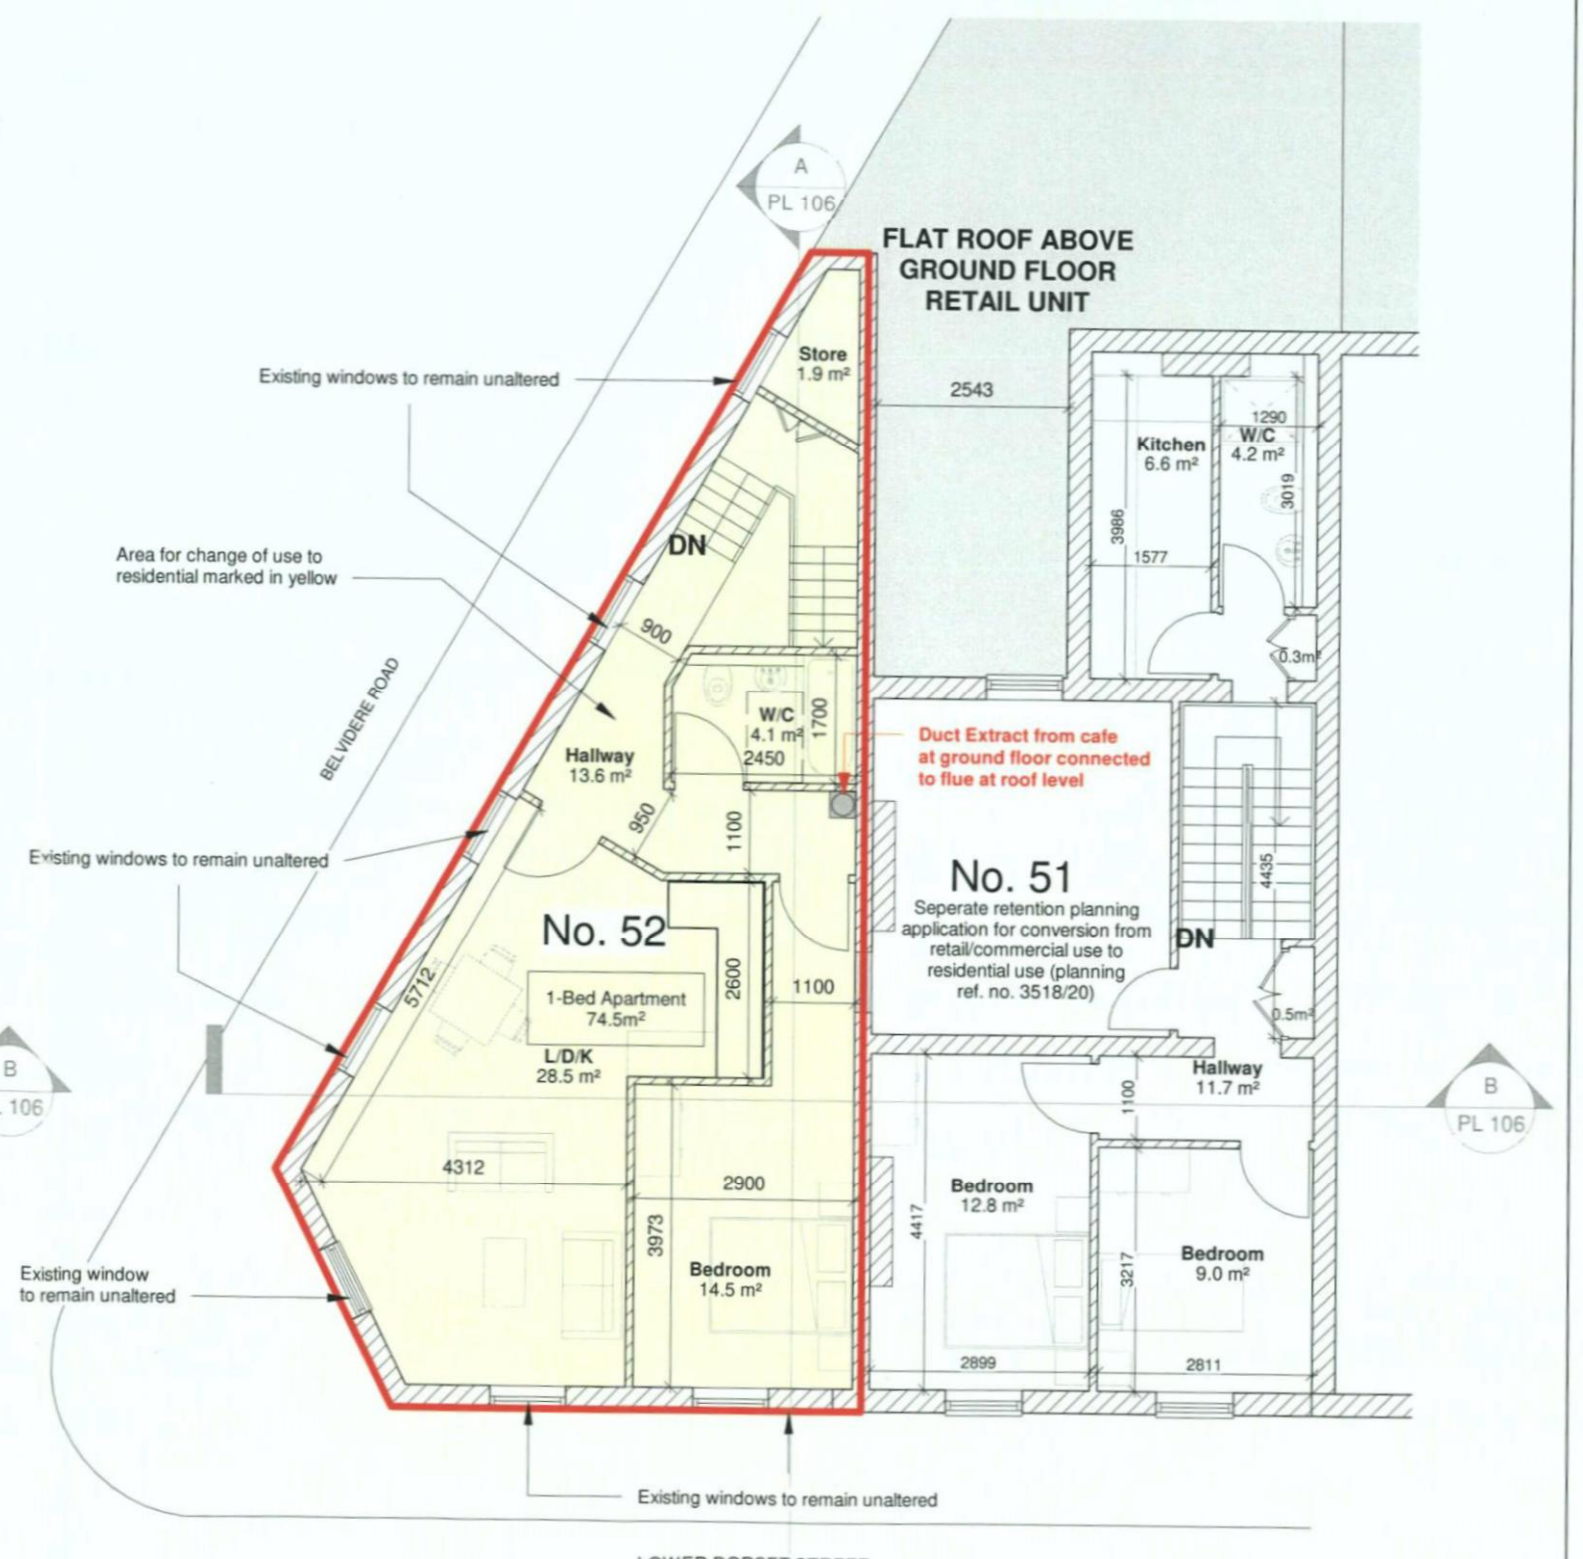 A
PL 106
FLAT ROOF ABOVE
GROUND FLOOR
RETAIL UNIT
Existing windows to remain unaltered
Store
1.9 m²
2543
1290
W/C
4.2 m²
Kitchen
6.6 m²
3019
3986
1577
DN
Area for change of use to
residential marked in yellow
900
0.3m²
BELVIDERE ROAD
W/C
4.1 m²
1700
2450
Hallway
13.6 m²
Duct Extract from cafe
at ground floor connected
to flue at roof level
950
1100
Existing windows to remain unaltered
4435
No. 51
Seperate retention planning
application for conversion from
retail/commercial use to
residential use (planning
ref. no. 3518/20)
DN
No. 52
5712
2600
1100
1-Bed Apartment
74.5m²
0.5m²
L/D/K
28.5 m²
Hallway
11.7 m²
1100
B
106
B
PL 106
4312
2900
Bedroom
12.8 m²
4417
3973
3217
Bedroom
14.5 m²
Bedroom
9.0 m²
Existing window
to remain unaltered
2899
2811
Existing windows to remain unaltered